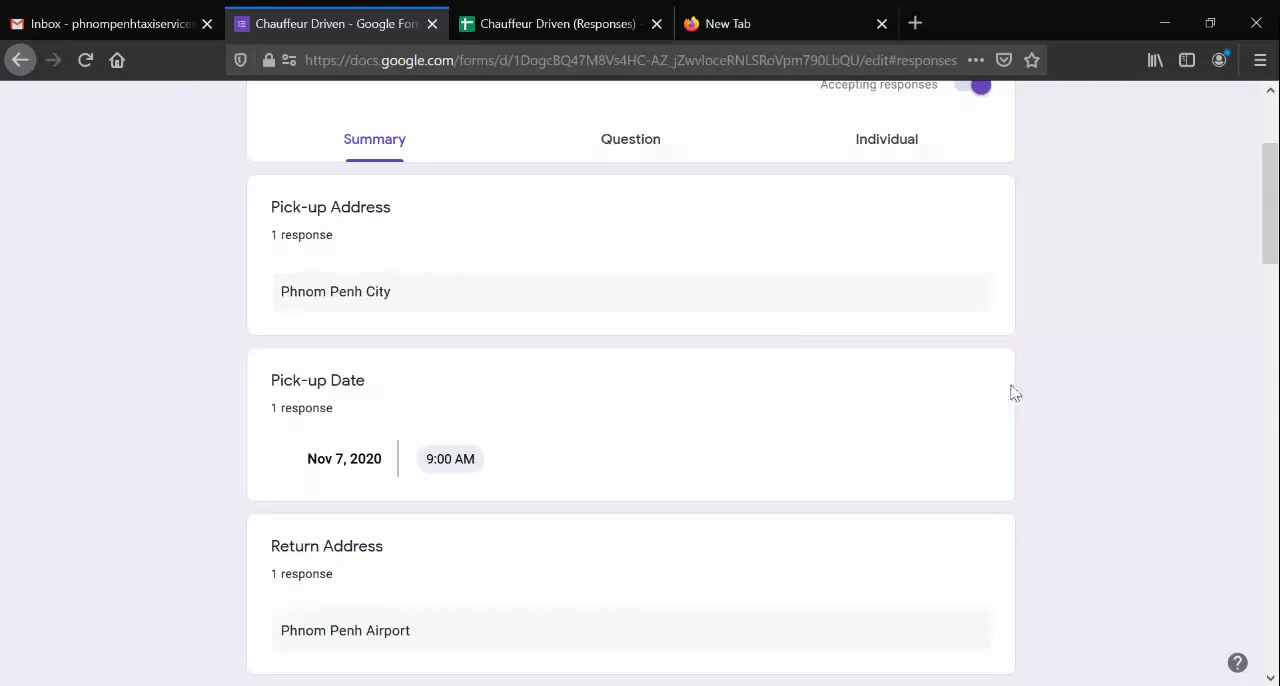 Inbox - phnompenhtaxiservice
Chauffeur Driven - Google For
Chauffeur Driven (Responses) -
New Tab
https://docs.google.com/forms/d/1DogcBQ47M8Vs4HC-AZ_jZwvloceRNLSRoVpm790LbQU/edit#responses
Accepting responses
Summary
Question
Individual
Pick-up Address
1 response
Phnom Penh City
Pick-up Date
1 response
Nov 7, 2020
9:00 AM
Return Address
1 response
Phnom Penh Airport